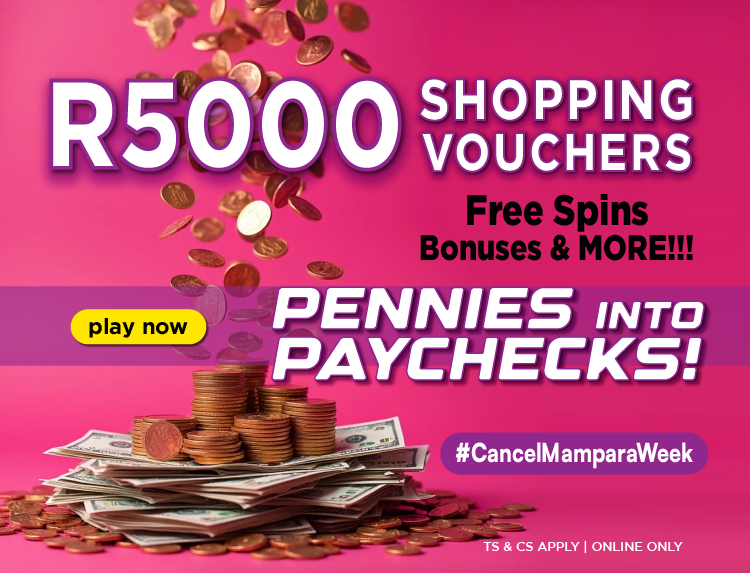 R5000 SHOPPING
VOUCHERS
Free Spins
Bonuses & MORE!!!
play now
PENNIES INTO
PAYCHECKS!
#CancelMamparaWeek
TS & CS APPLY | ONLINE ONLY